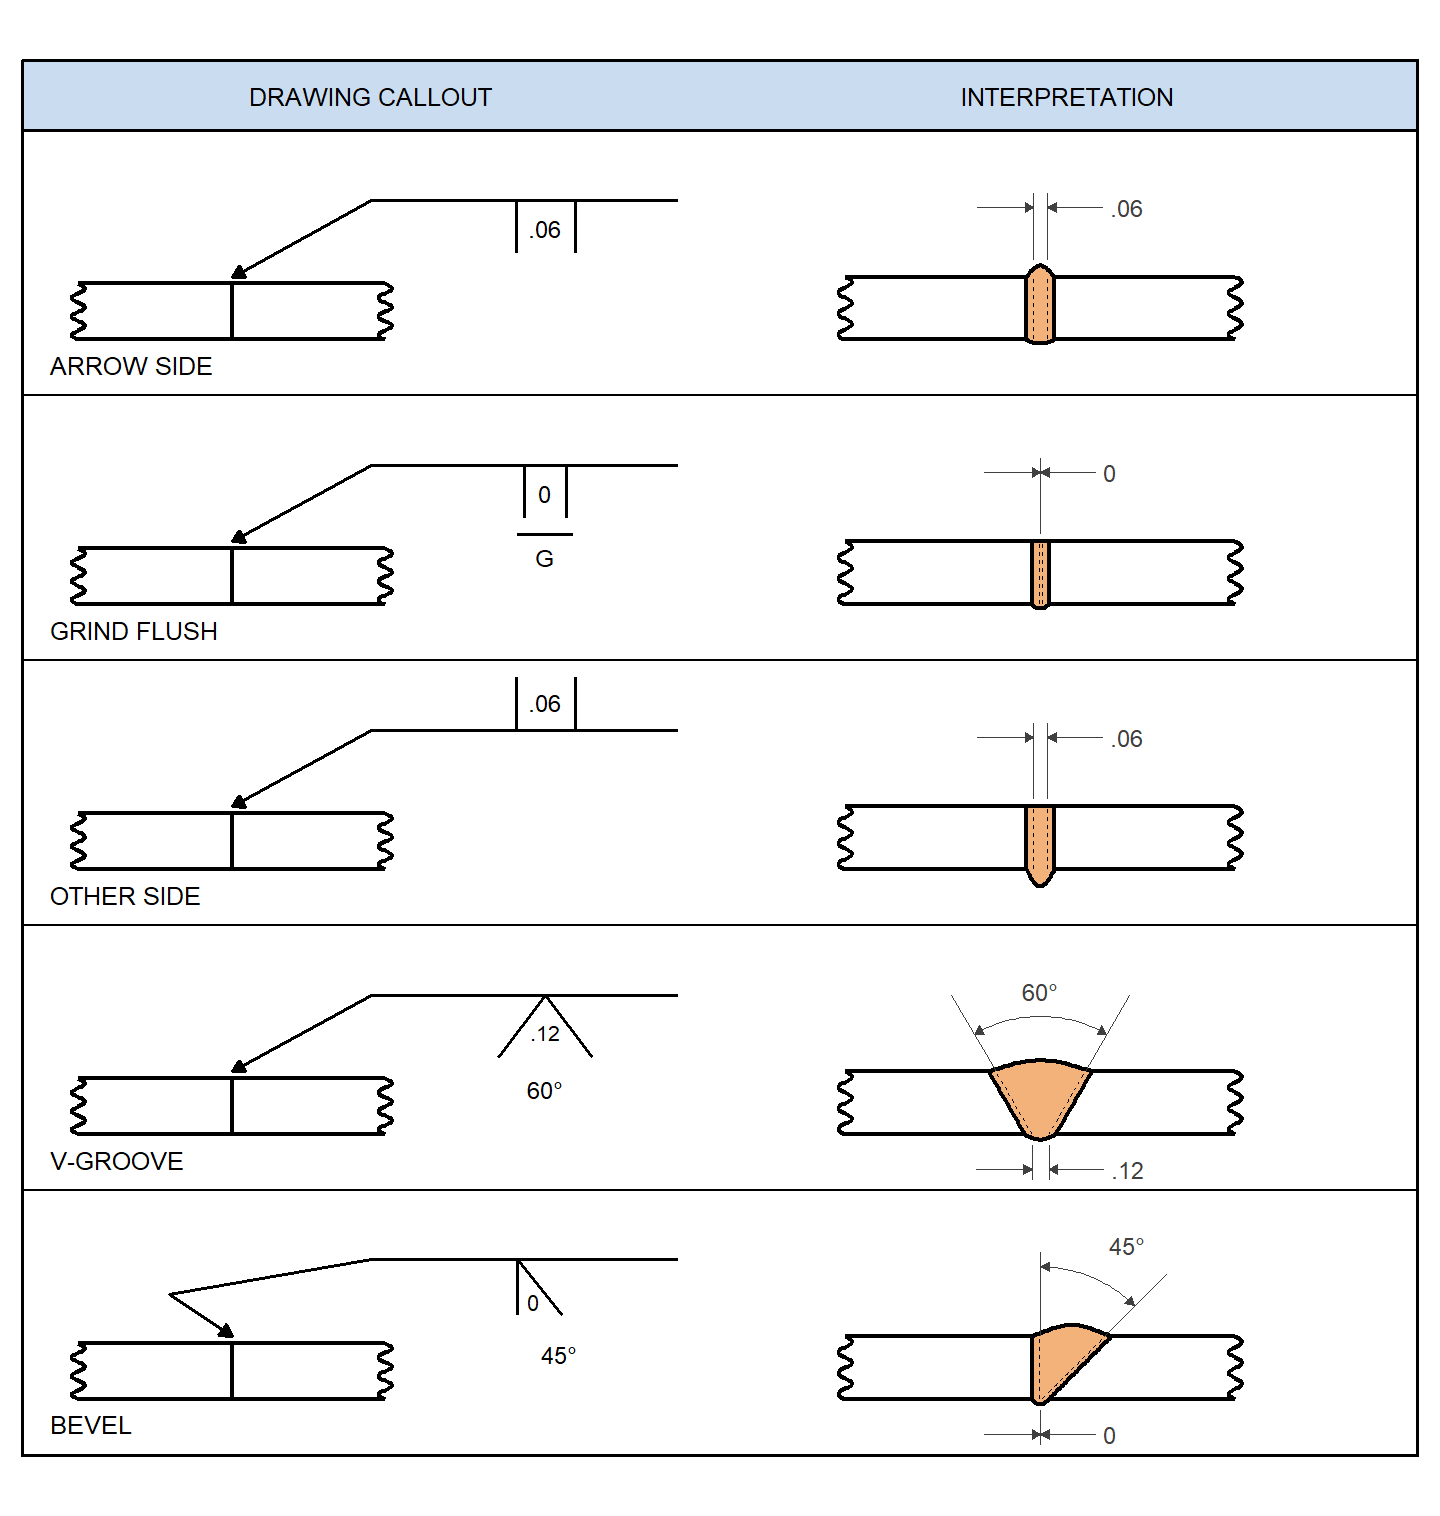 DRAWING CALLOUT
INTERPRETATION
.06
.06
ARROW SIDE
0
G
0
GRIND FLUSH
.06
.06
OTHER SIDE
.12
60°
60°
.12
V-GROOVE
0
45°
45°
0
BEVEL